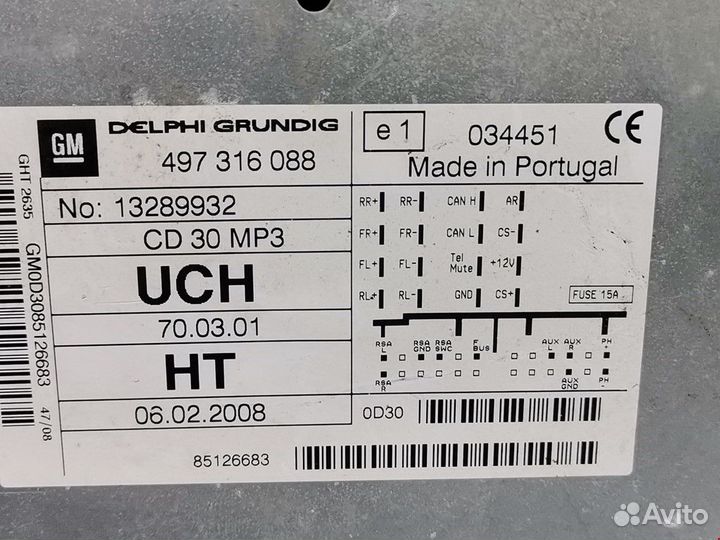 GM
DELPHI GRUNDIG
497 316 088
e1
034451
CE
Made in Portugal
No: 13289932
CD 30 MP3
UCH
70.03.01
HT
06.02.2008
85126683
GHT 2635
GM0D3085126683
47/08
RR+ RR- CAN H AR
FR+ FR- CAN L CS-
FL+ FL- Tel Mute +12V
RL+ RL- GND CS+
FUSE 15A
RSA L RSA GND RSA SWC F BUS AUX L AUX R PH +
RSA R AUX GND PH -
0D30
Avito